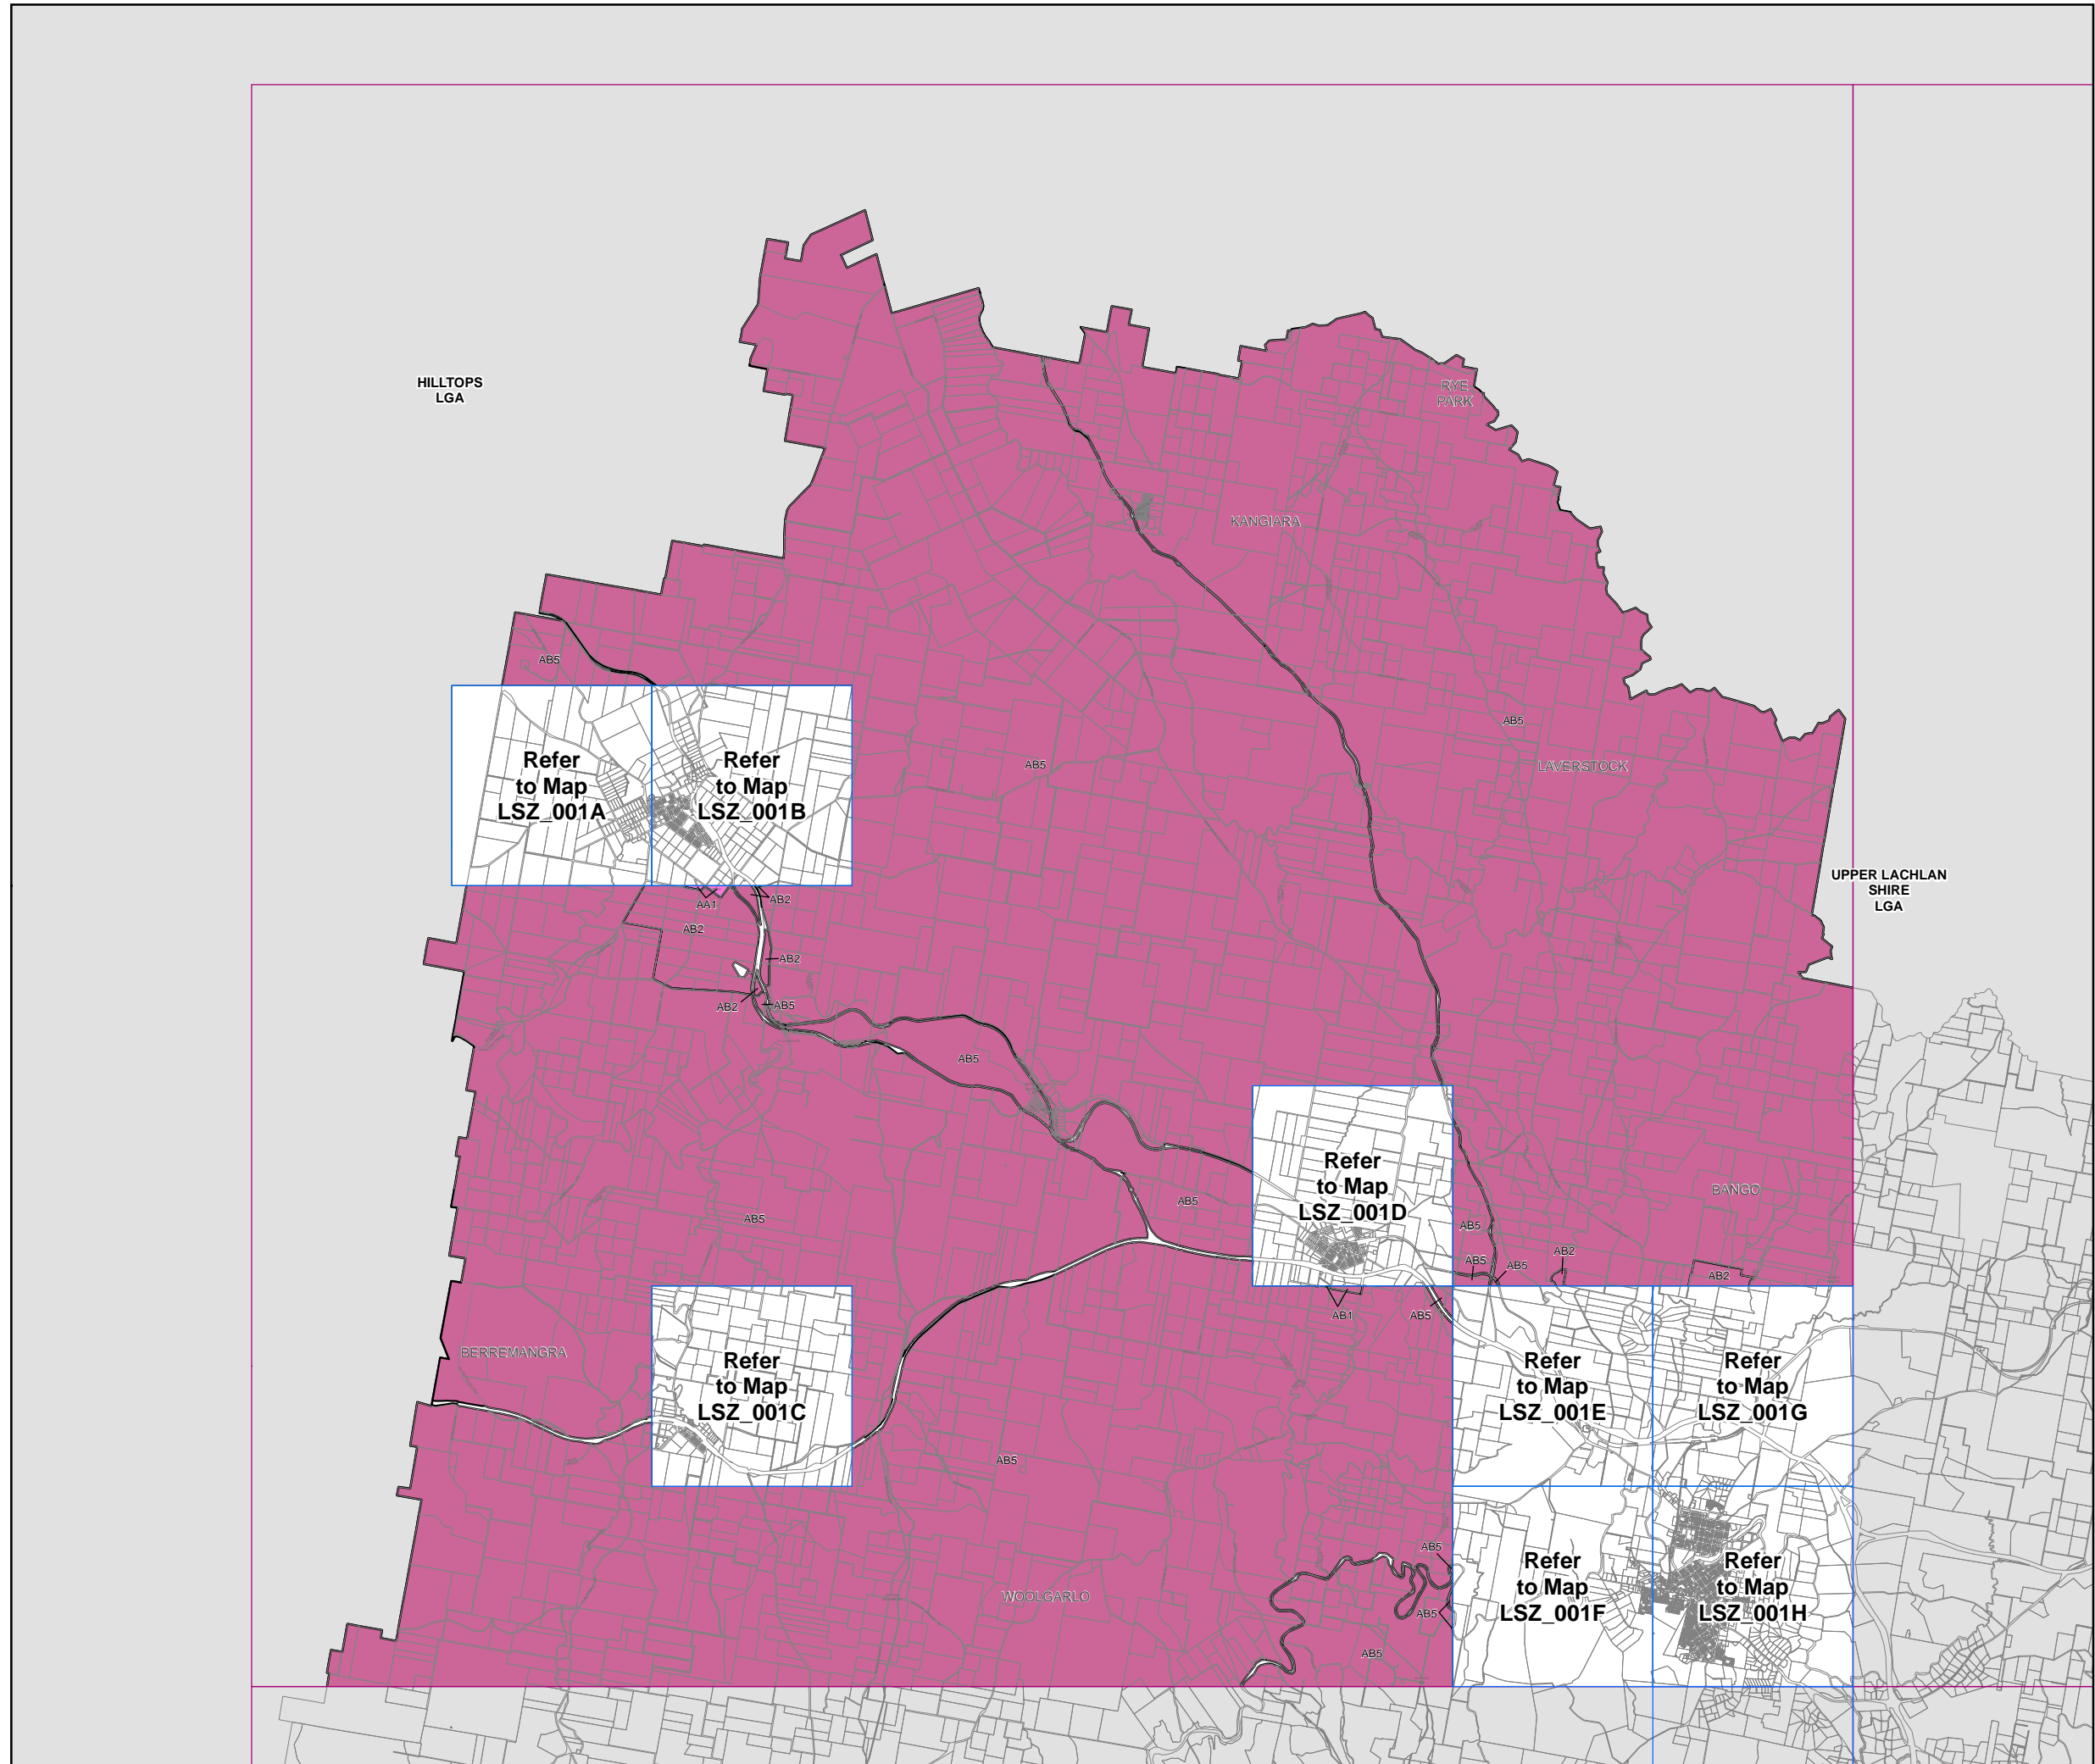 HILLTOPS
LGA
RYE
PARK
KANGIARA
AB5
AB5
LAVERSTOCK
AB5
Refer
to Map
LSZ_001A
Refer
to Map
LSZ_001B
UPPER LACHLAN
SHIRE
LGA
AA1
AB2
AB2
AB2
AB2
AB5
AB5
Refer
to Map
LSZ_001D
BANGO
AB5
AB5
AB5
AB5
AB5
AB2
AB2
AB1
AB5
BERREMANGRA
Refer
to Map
LSZ_001C
Refer
to Map
LSZ_001E
Refer
to Map
LSZ_001G
AB5
AB5
Refer
to Map
LSZ_001F
Refer
to Map
LSZ_001H
WOOLGARLO
AB5
AB5